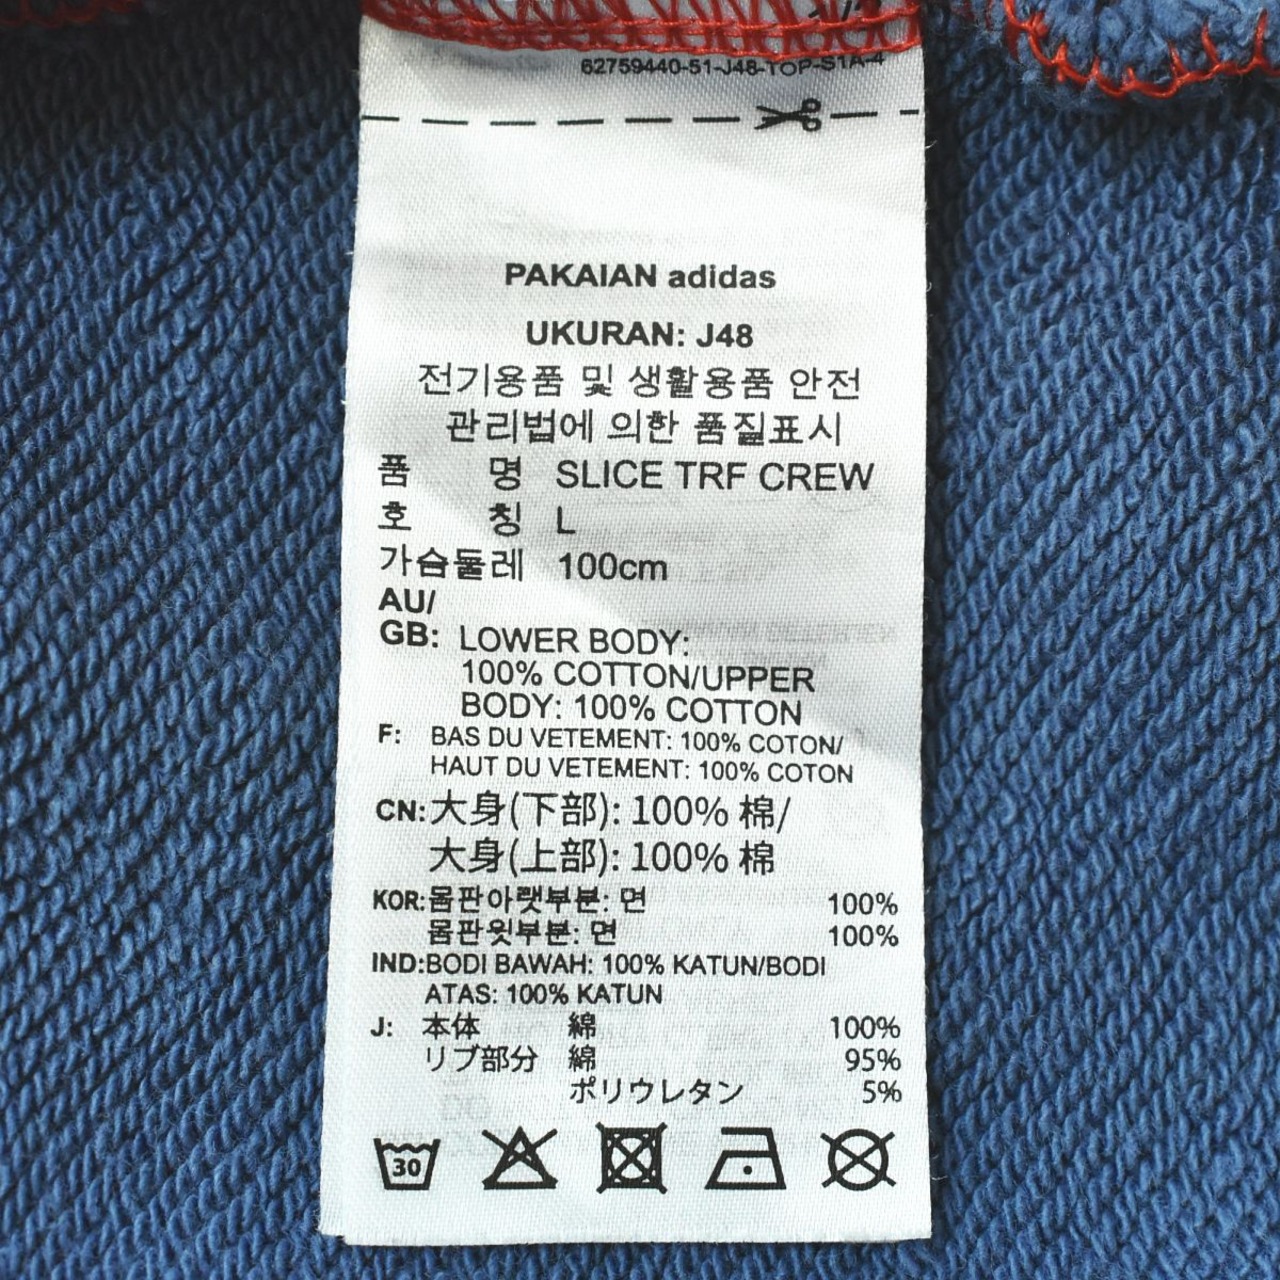 62759440-51-J48-TOP-S1A-4
PAKAIAN adidas
UKURAN: J48
전기용품 및 생활용품 안전
관리법에 의한 품질표시
품 명 SLICE TRF CREW
호 칭 L
가슴둘레 100cm
AU/
GB: LOWER BODY:
100% COTTON/UPPER
BODY: 100% COTTON
F: BAS DU VETEMENT: 100% COTON/
HAUT DU VETEMENT: 100% COTON
CN:大身(下部): 100% 棉/
大身(上部): 100% 棉
KOR:몸판아랫부분: 면 100%
몸판윗부분: 면 100%
IND:BODI BAWAH: 100% KATUN/BODI
ATAS: 100% KATUN
J: 本体 綿 100%
リブ部分 綿 95%
ポリウレタン 5%
30